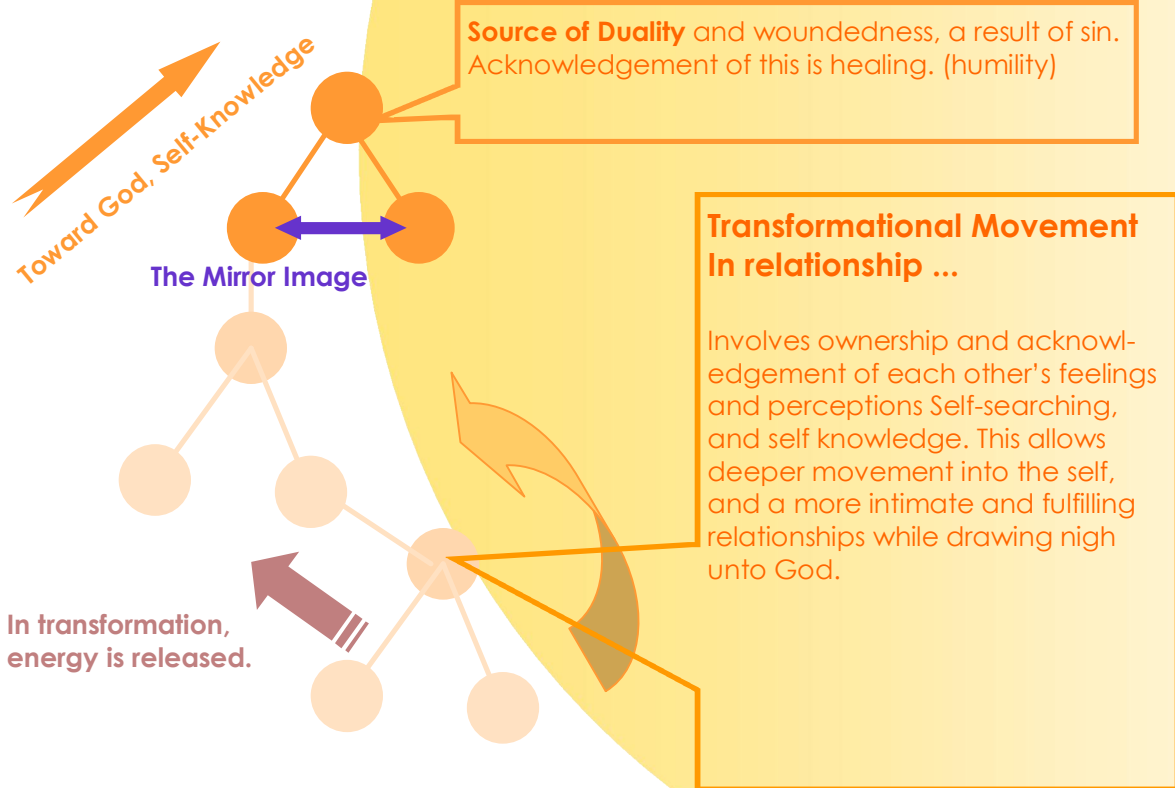 Source of Duality and woundedness, a result of sin.
Acknowledgement of this is healing. (humility)
Toward God, Self-Knowledge
The Mirror Image
Transformational Movement
In relationship ...
Involves ownership and acknowl-
edgement of each other’s feelings
and perceptions Self-searching,
and self knowledge. This allows
deeper movement into the self,
and a more intimate and fulfilling
relationships while drawing nigh
unto God.
In transformation,
energy is released.